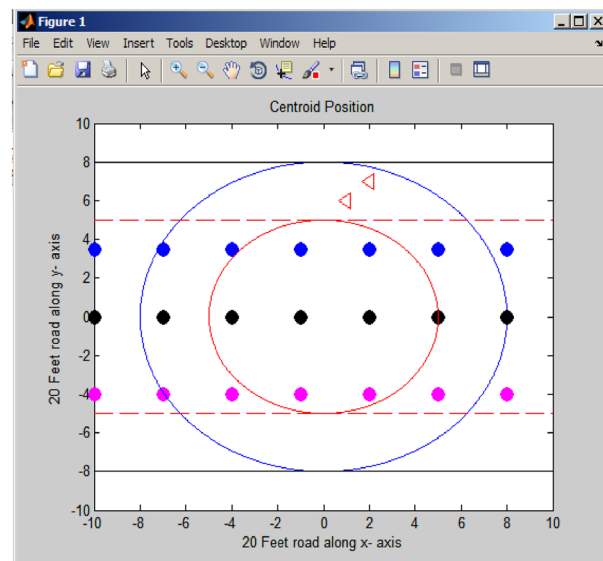 Figure 1
File Edit View Insert Tools Desktop Window Help
Centroid Position
10
8
6
4
2
0
-2
-4
-6
-8
-10
20 Feet road along y- axis
-10 -8 -6 -4 -2 0 2 4 6 8 10
20 Feet road along x- axis